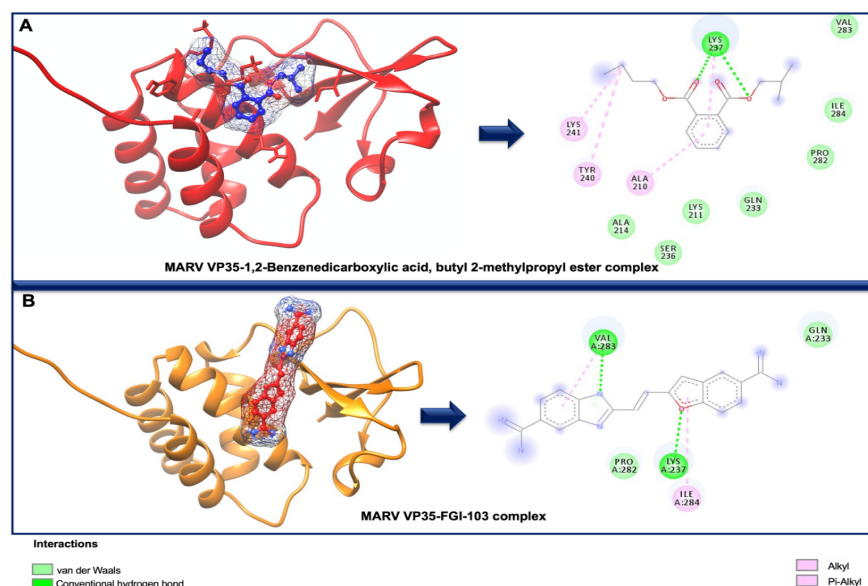 A
LYS
237
VAL
283
ILE
284
LYS
241
PRO
282
TYR
240
ALA
210
LYS
211
GLN
233
ALA
214
SER
236
MARV VP35-1,2-Benzenedicarboxylic acid, butyl 2-methylpropyl ester complex
B
VAL
A:283
GLN
A:233
PRO
A:282
LYS
A:237
ILE
A:284
MARV VP35-FGI-103 complex
Interactions
van der Waals
Conventional hydrogen bond
Alkyl
Pi-Alkyl